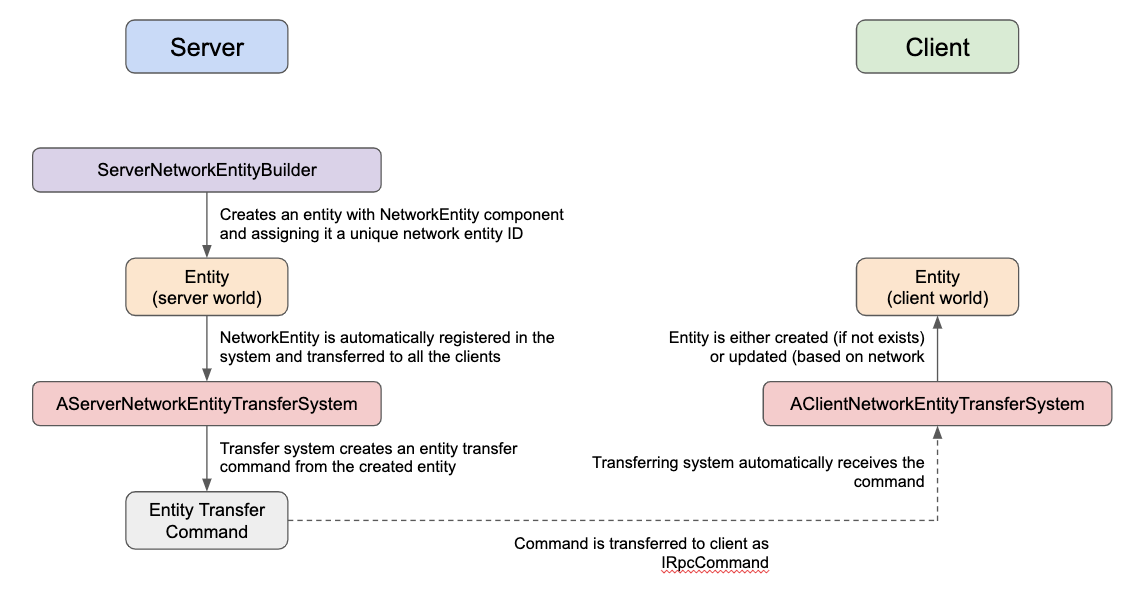 Server
Client
ServerNetworkEntityBuilder
Creates an entity with NetworkEntity component
and assigning it a unique network entity ID
Entity
(server world)
NetworkEntity is automatically registered in the
system and transferred to all the clients
AServerNetworkEntityTransferSystem
Transfer system creates an entity transfer
command from the created entity
Entity Transfer
Command
Command is transferred to client as
IRpcCommand
Transferring system automatically receives the
command
AClientNetworkEntityTransferSystem
Entity is either created (if not exists)
or updated (based on network
Entity
(client world)